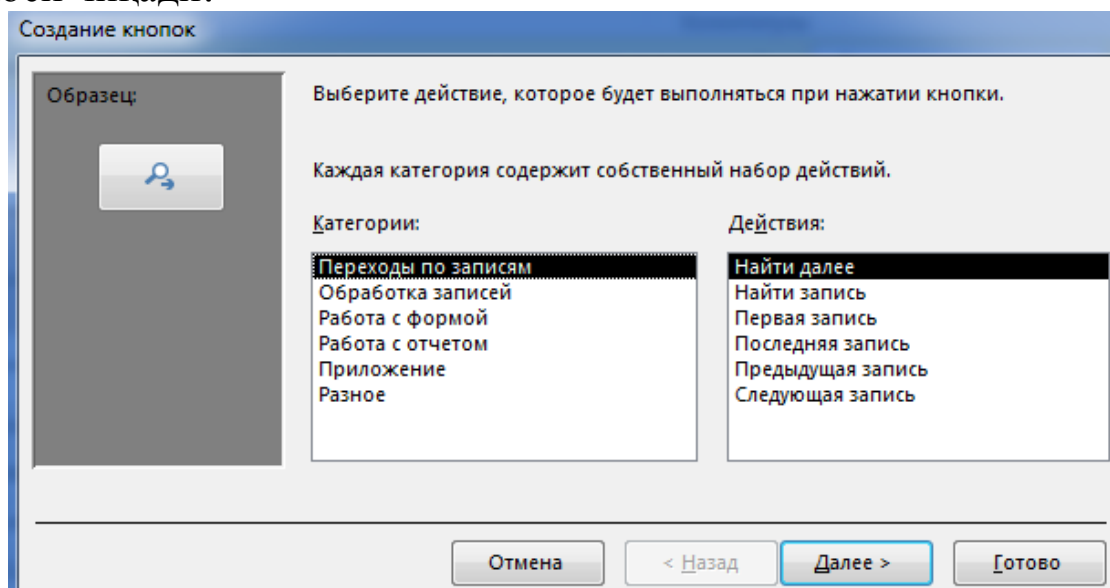 чиқади.
Создание кнопок
Образец:
Выберите действие, которое будет выполняться при нажатии кнопки.
Каждая категория содержит собственный набор действий.
Категории:
Действия:
Переходы по записям
Обработка записей
Работа с формой
Работа с отчетом
Приложение
Разное
Найти далее
Найти запись
Первая запись
Последняя запись
Предыдущая запись
Следующая запись
Отмена
< Назад
Далее >
Готово